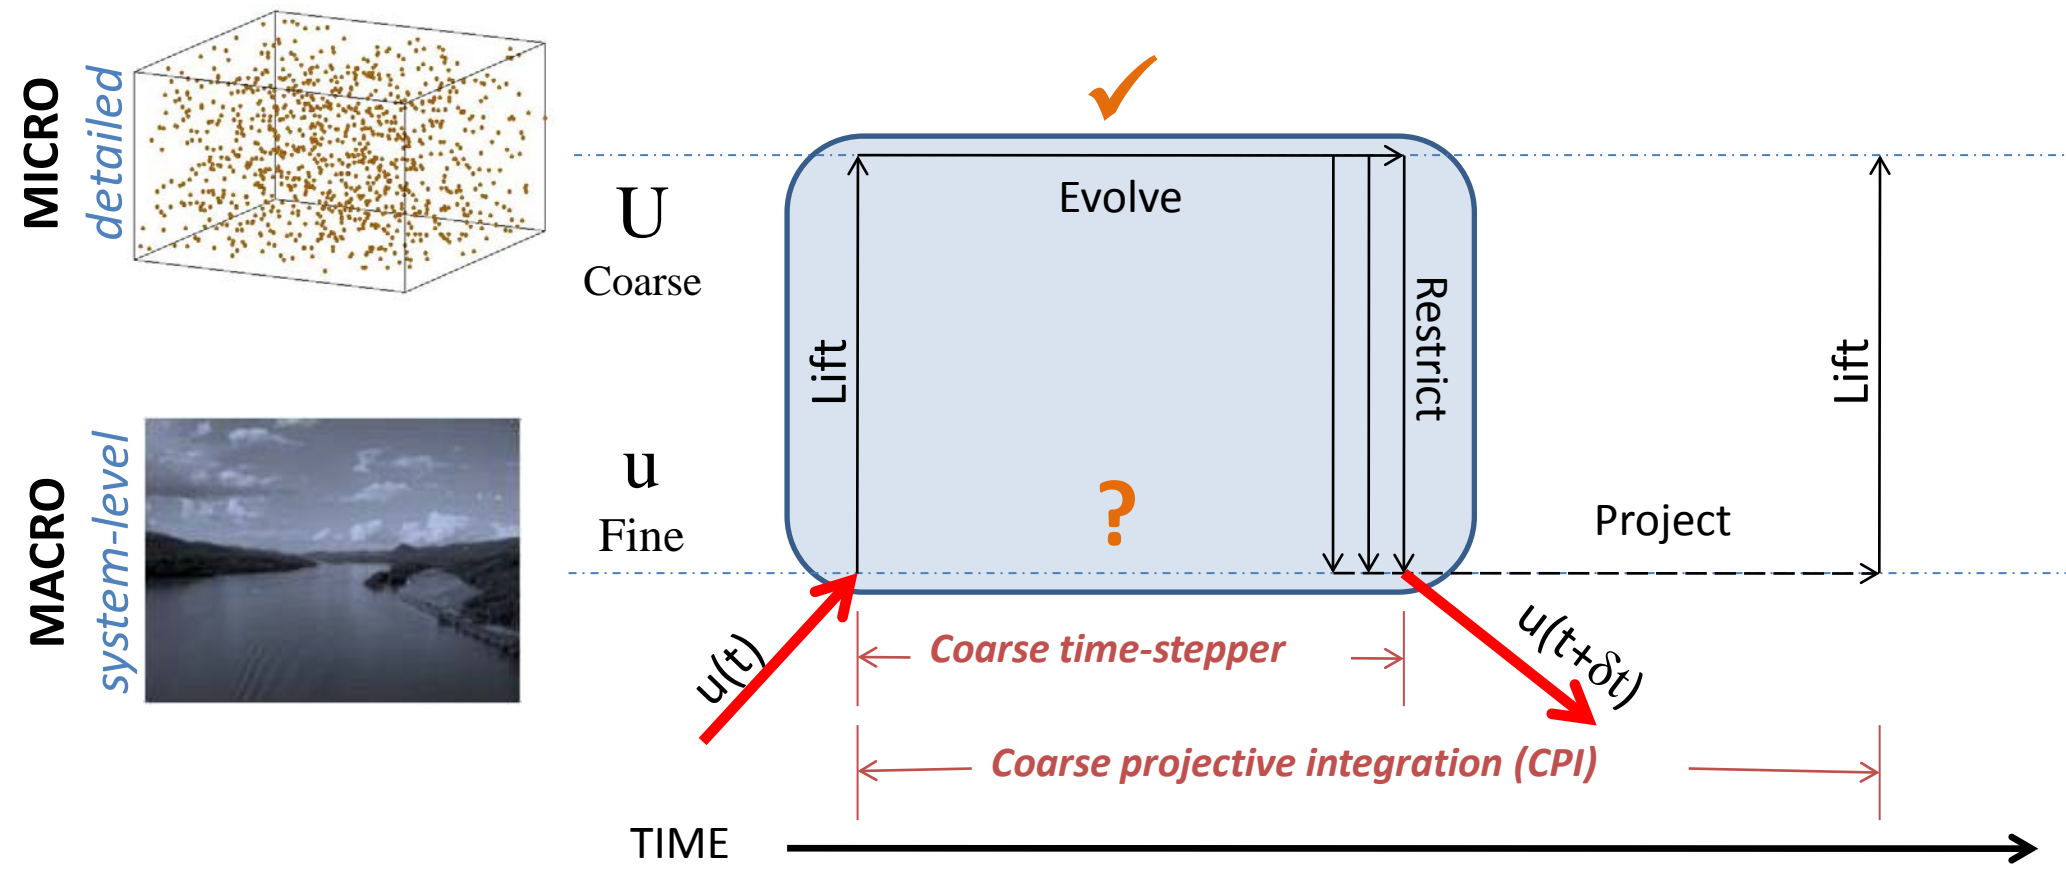 MICRO
detailed
U
Coarse
Evolve
Lift
Restrict
Lift
MACRO
system-level
u
Fine
?
Project
u(t)
u(t+δt)
Coarse time-stepper
Coarse projective integration (CPI)
TIME